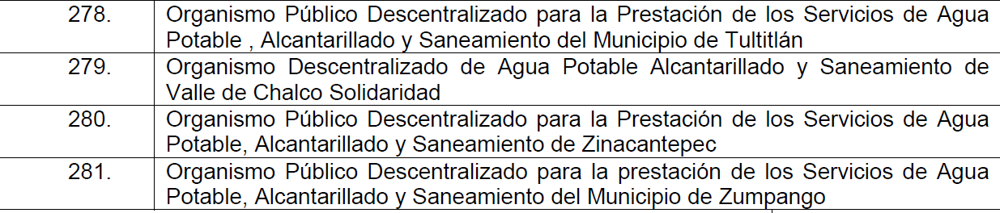 278. Organismo Público Descentralizado para la Prestación de los Servicios de Agua
Potable , Alcantarillado y Saneamiento del Municipio de Tultitlán
279. Organismo Descentralizado de Agua Potable Alcantarillado y Saneamiento de
Valle de Chalco Solidaridad
280. Organismo Público Descentralizado para la Prestación de los Servicios de Agua
Potable, Alcantarillado y Saneamiento de Zinacantepec
281. Organismo Público Descentralizado para la prestación de los Servicios de Agua
Potable, Alcantarillado y Saneamiento del Municipio de Zumpango